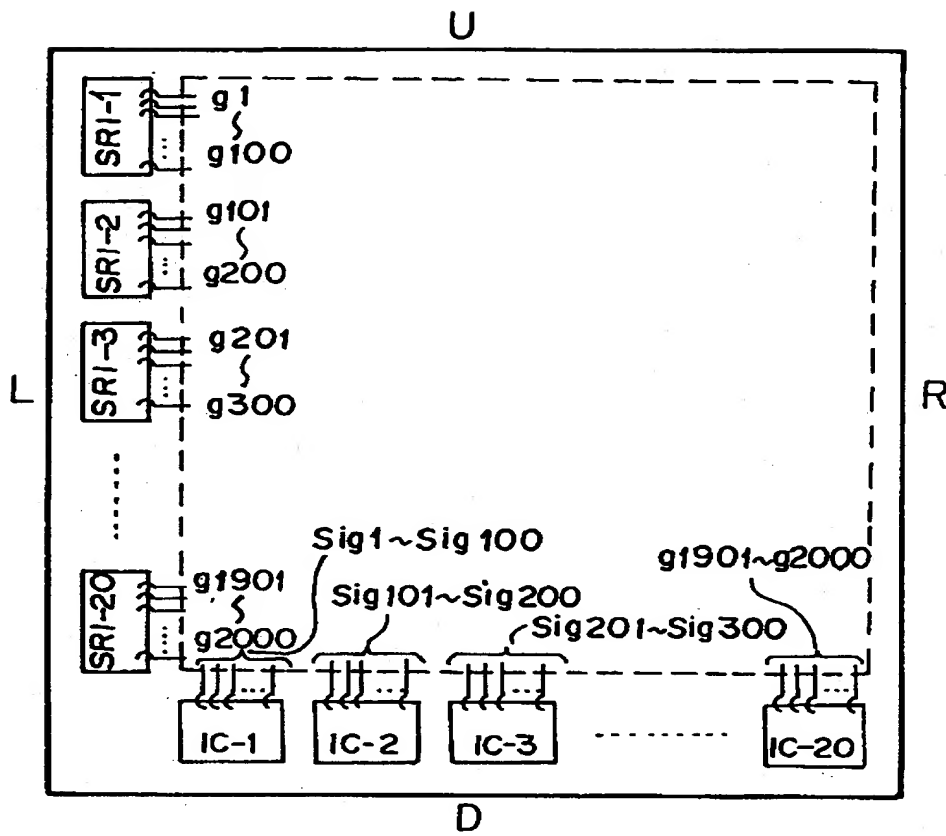 U
SR1-1
g1
g100
SR1-2
g101
g200
SR1-3
g201
g300
L
R
Sig1~Sig100
g1901~g2000
SR1-20
g1901
Sig101~Sig200
g2000
Sig201~Sig300
IC-1
IC-2
IC-3
IC-20
D